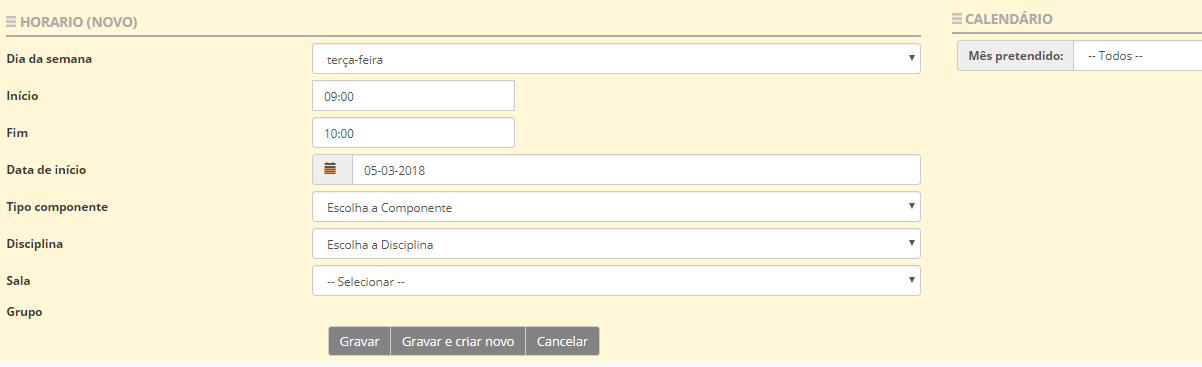 HORARIO (NOVO)
Dia da semana terça-feira
Início 09:00
Fim 10:00
Data de início 05-03-2018
Tipo componente Escolha a Componente
Disciplina Escolha a Disciplina
Sala -- Selecionar --
Grupo
Gravar Gravar e criar novo Cancelar
CALENDÁRIO
Mês pretendido: -- Todos --